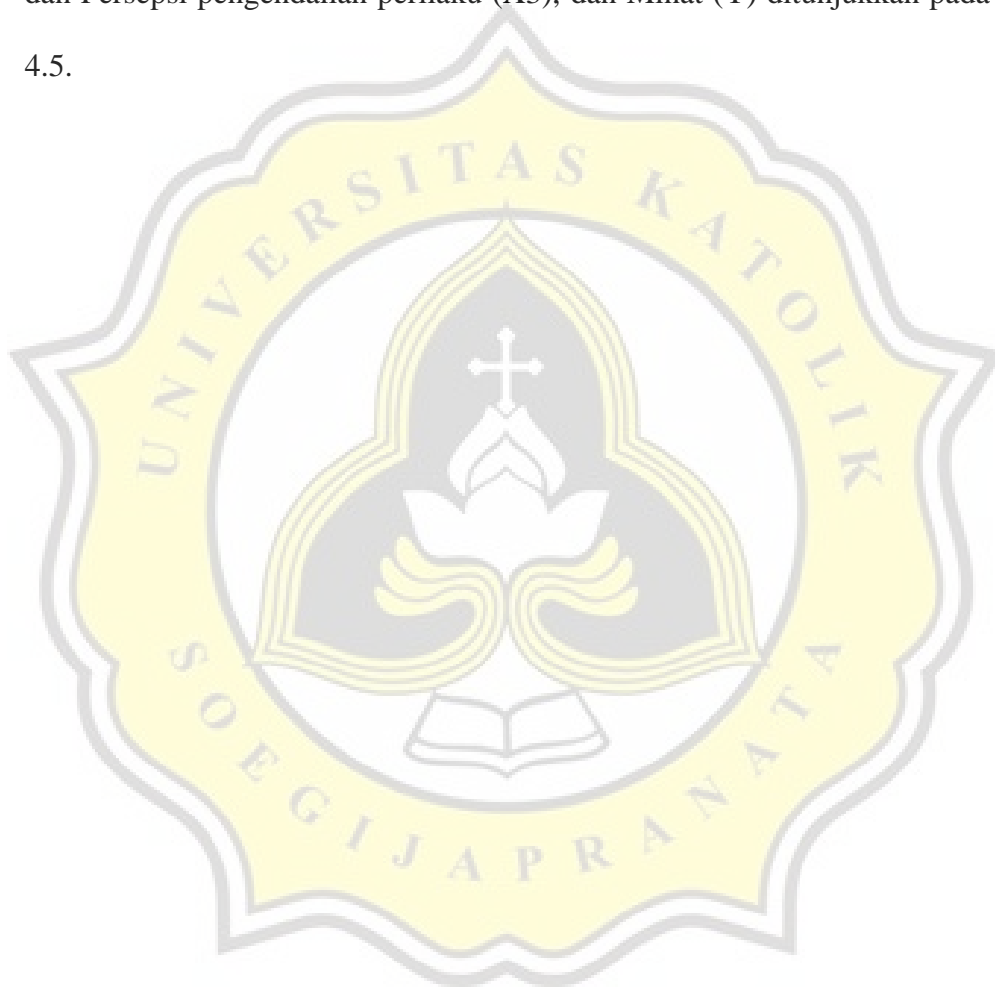 dan Persepsi pengendalian perilaku (X3), dan Minat (Y) ditunjukkan pada
4.5.
UNIVERSITAS KATOLIK
SOEGIJAPRANATA